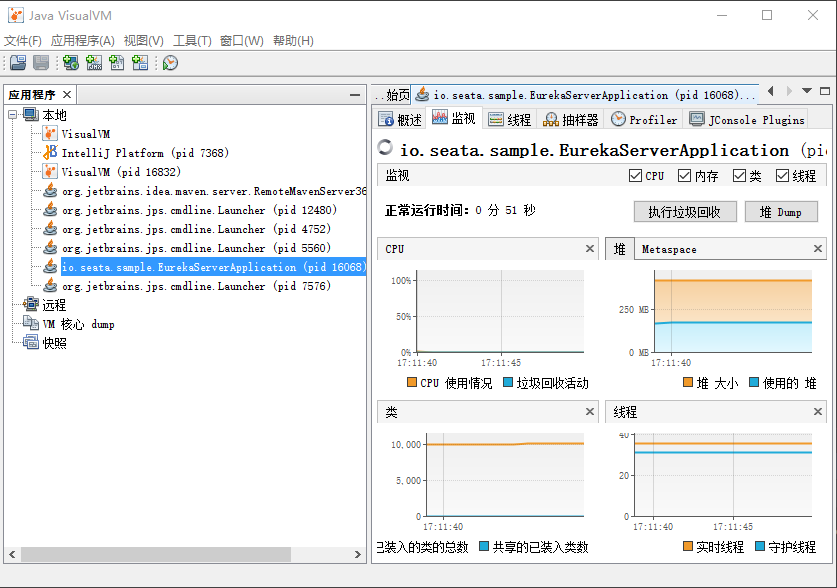 Java VisualVM
文件(F) 应用程序(A) 视图(V) 工具(T) 窗口(W) 帮助(H)
应用程序
本地
VisualVM
IntelliJ Platform (pid 7368)
VisualVM (pid 16832)
org.jetbrains.idea.maven.server.RemoteMavenServer36
org.jetbrains.jps.cmdline.Launcher (pid 12480)
org.jetbrains.jps.cmdline.Launcher (pid 4752)
org.jetbrains.jps.cmdline.Launcher (pid 5560)
io.seata.sample.EurekaServerApplication (pid 16068)
org.jetbrains.jps.cmdline.Launcher (pid 7576)
远程
VM 核心 dump
快照
..始页 io.seata.sample.EurekaServerApplication (pid 16068)...
概述 监视 线程 抽样器 Profiler JConsole Plugins
io.seata.sample.EurekaServerApplication (pi
监视 CPU 内存 类 线程
正常运行时间: 0 分 51 秒 执行垃圾回收 堆 Dump
CPU
100%
50%
0%
17:11:40 17:11:45
CPU 使用情况 垃圾回收活动
堆 Metaspace
250 MB
0 MB
17:11:40
堆 大小 使用的 堆
类
10,000
5,000
0
17:11:40
已装入的类的总数 共享的已装入类数
线程
40
20
0
17:11:40 17:11:45
实时线程 守护线程